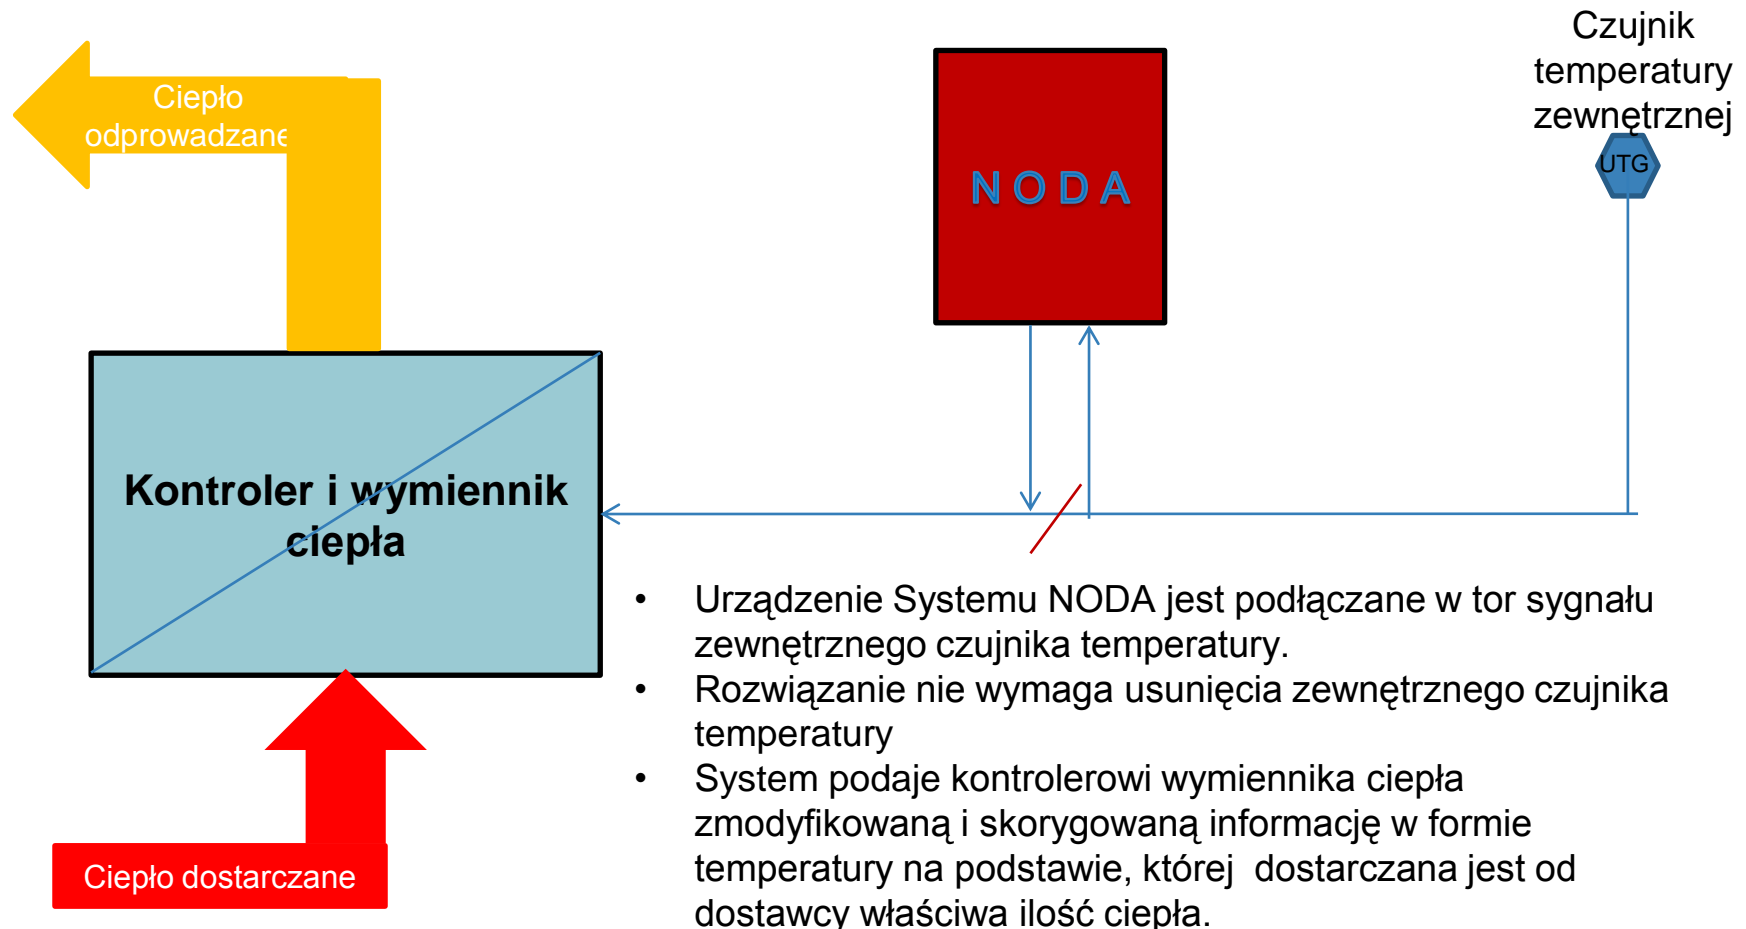 Czujnik
temperatury
zewnętrznej
UTG
Ciepło
odprowadzane
N O D A
Kontroler i wymiennik
ciepła
Ciepło dostarczane
• Urządzenie Systemu NODA jest podłączane w tor sygnału
zewnętrznego czujnika temperatury.
• Rozwiązanie nie wymaga usunięcia zewnętrznego czujnika
temperatury
• System podaje kontrolerowi wymiennika ciepła
zmodyfikowaną i skorygowaną informację w formie
temperatury na podstawie, której dostarczana jest od
dostawcy właściwa ilość ciepła.